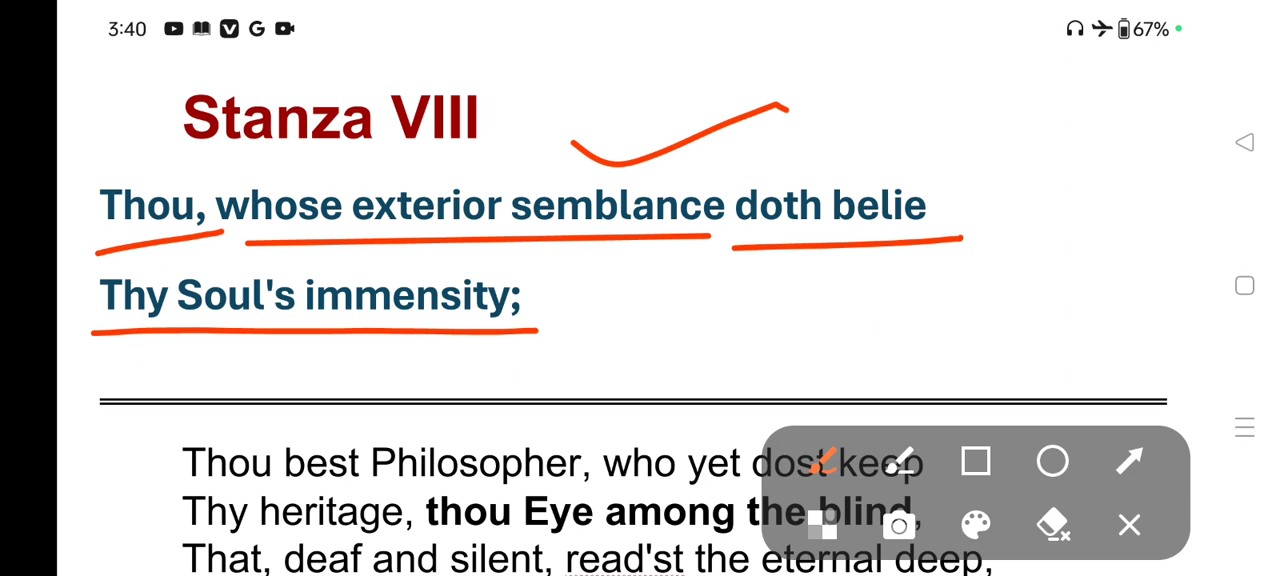 3:40 67%
Stanza VIII
Thou, whose exterior semblance doth belie
Thy Soul's immensity;
Thou best Philosopher, who yet dost keep
Thy heritage, thou Eye among the blind,
That, deaf and silent, read'st the eternal deep,